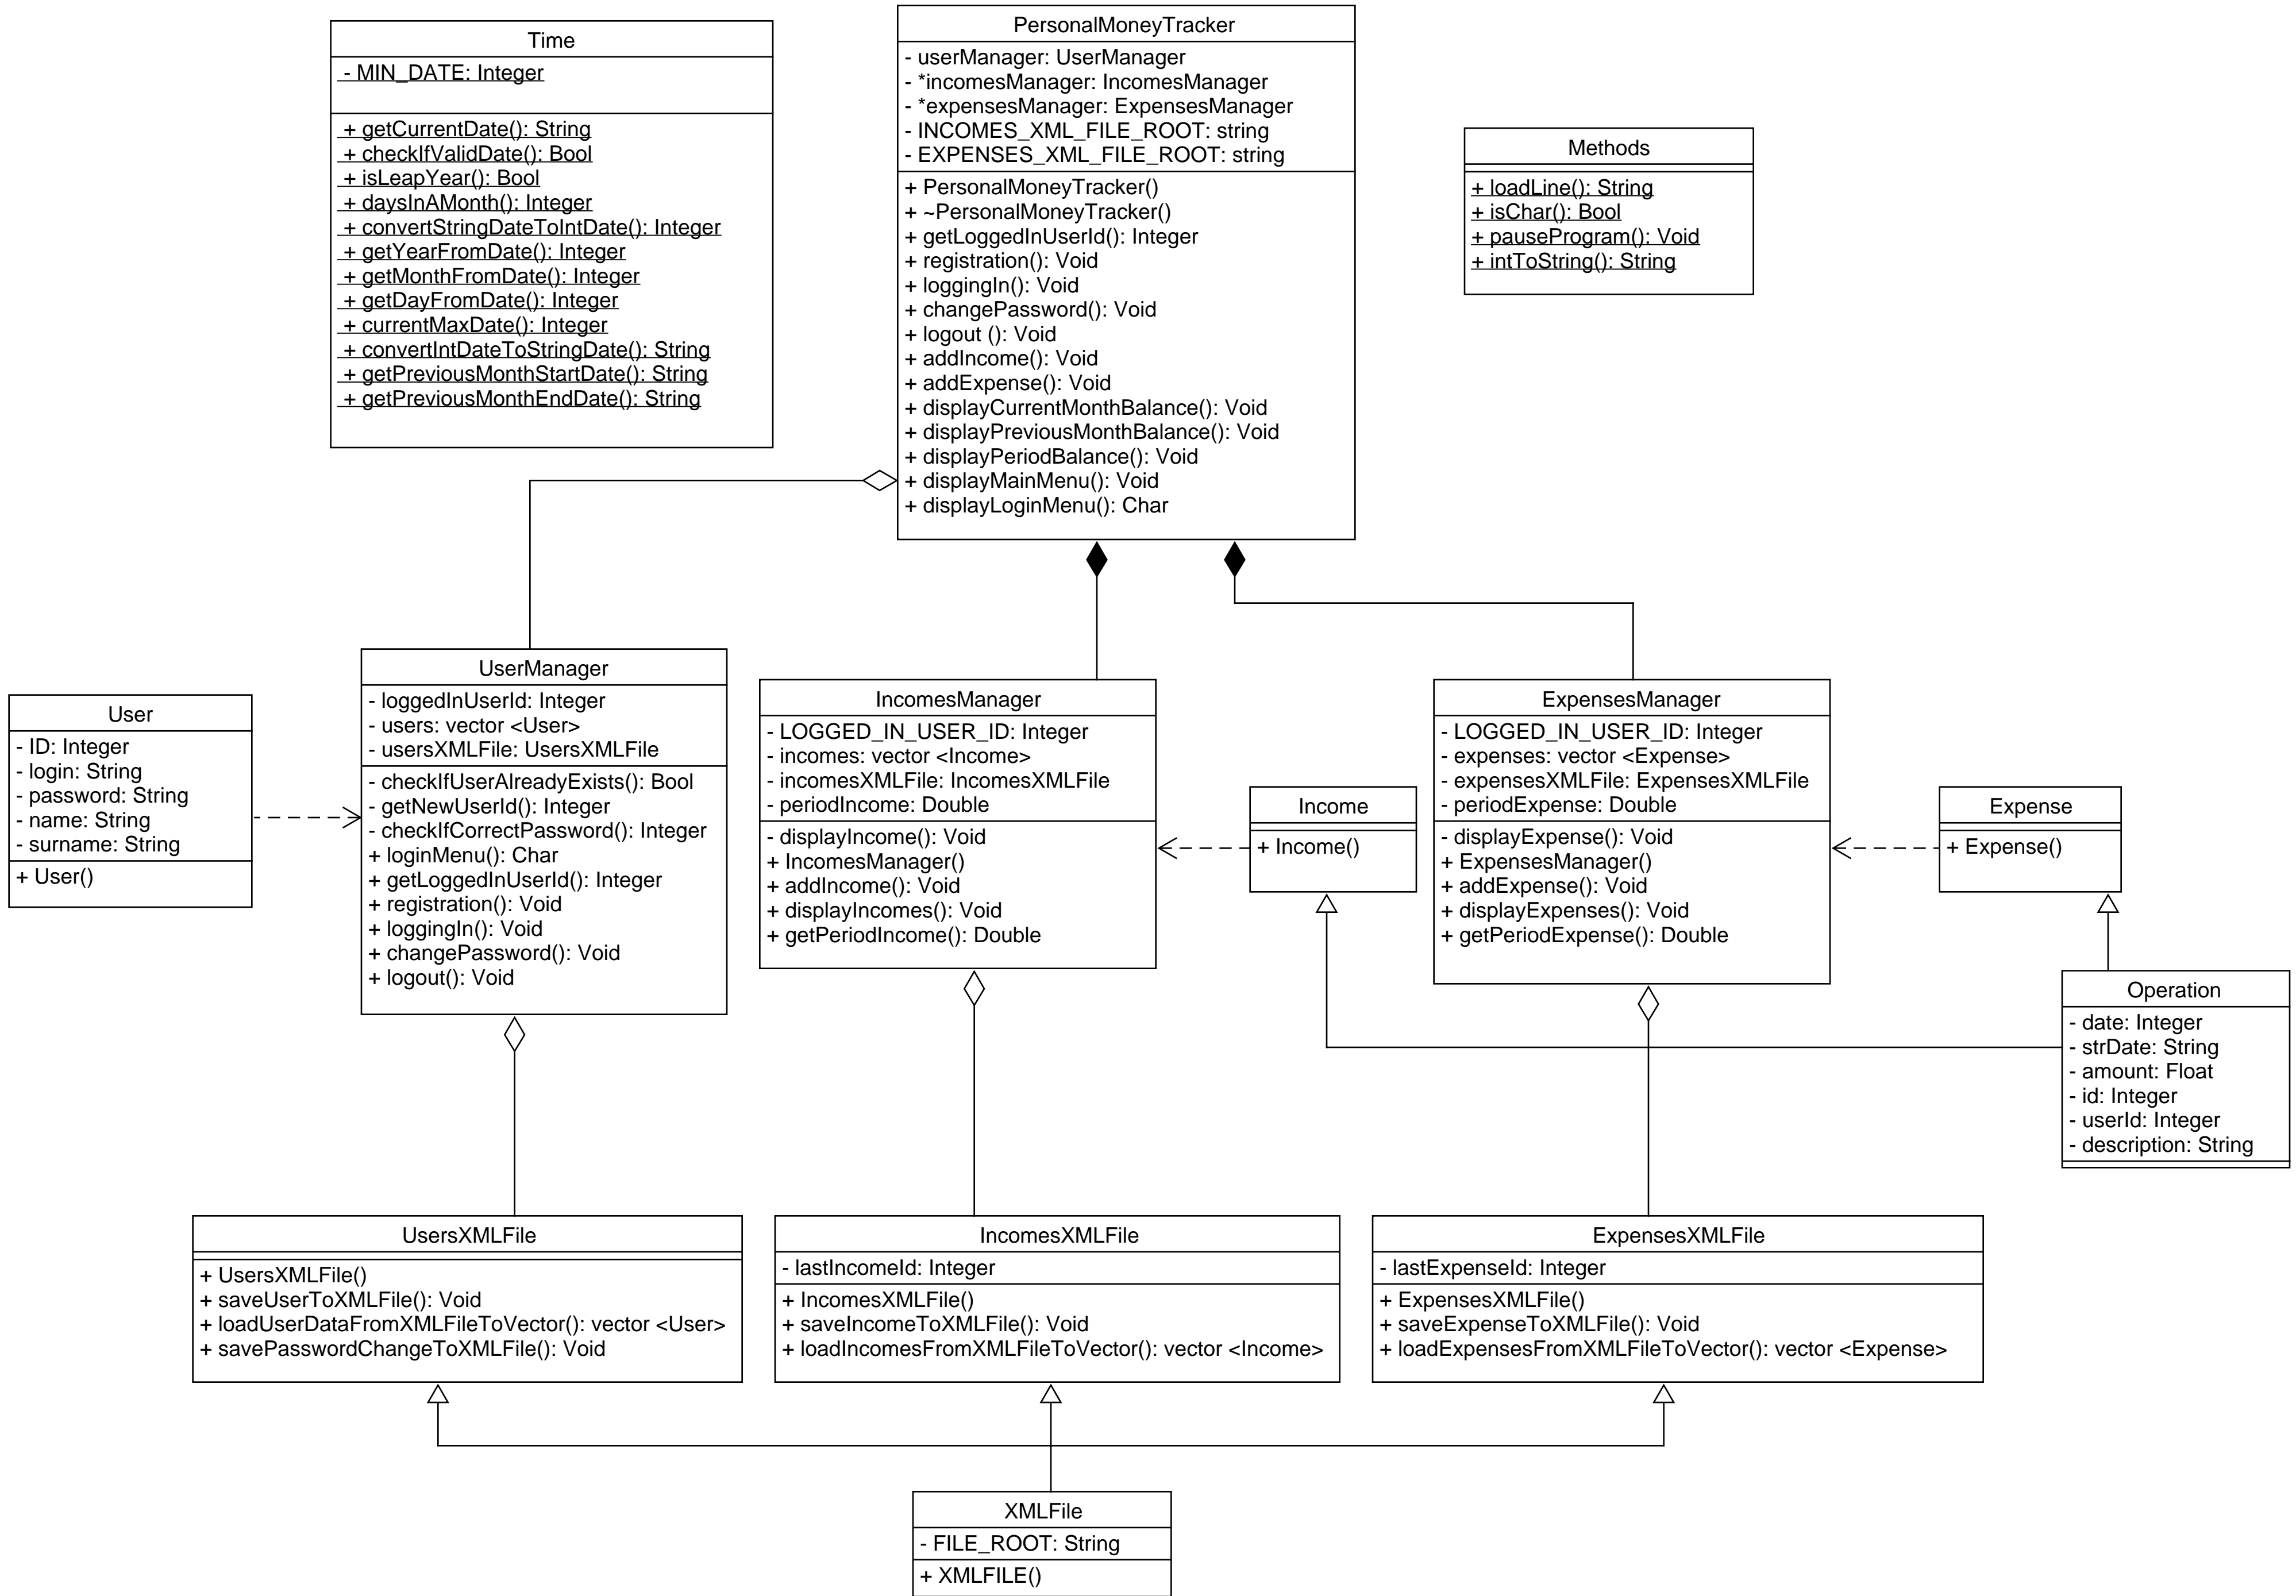 Time
- MIN_DATE: Integer
+ getCurrentDate(): String
+ checkIfValidDate(): Bool
+ isLeapYear(): Bool
+ daysInAMonth(): Integer
+ convertStringDateToIntDate(): Integer
+ getYearFromDate(): Integer
+ getMonthFromDate(): Integer
+ getDayFromDate(): Integer
+ currentMaxDate(): Integer
+ convertIntDateToStringDate(): String
+ getPreviousMonthStartDate(): String
+ getPreviousMonthEndDate(): String
PersonalMoneyTracker
- userManager: UserManager
- *incomesManager: IncomesManager
- *expensesManager: ExpensesManager
- INCOMES_XML_FILE_ROOT: string
- EXPENSES_XML_FILE_ROOT: string
+ PersonalMoneyTracker()
+ ~PersonalMoneyTracker()
+ getLoggedInUserId(): Integer
+ registration(): Void
+ loggingIn(): Void
+ changePassword(): Void
+ logout (): Void
+ addIncome(): Void
+ addExpense(): Void
+ displayCurrentMonthBalance(): Void
+ displayPreviousMonthBalance(): Void
+ displayPeriodBalance(): Void
+ displayMainMenu(): Void
+ displayLoginMenu(): Char
Methods
+ loadLine(): String
+ isChar(): Bool
+ pauseProgram(): Void
+ intToString(): String
User
- ID: Integer
- login: String
- password: String
- name: String
- surname: String
+ User()
UserManager
- loggedInUserId: Integer
- users: vector <User>
- usersXMLFile: UsersXMLFile
- checkIfUserAlreadyExists(): Bool
- getNewUserId(): Integer
- checkIfCorrectPassword(): Integer
+ loginMenu(): Char
+ getLoggedInUserId(): Integer
+ registration(): Void
+ loggingIn(): Void
+ changePassword(): Void
+ logout(): Void
IncomesManager
- LOGGED_IN_USER_ID: Integer
- incomes: vector <Income>
- incomesXMLFile: IncomesXMLFile
- periodIncome: Double
- displayIncome(): Void
+ IncomesManager()
+ addIncome(): Void
+ displayIncomes(): Void
+ getPeriodIncome(): Double
Income
+ Income()
ExpensesManager
- LOGGED_IN_USER_ID: Integer
- expenses: vector <Expense>
- expensesXMLFile: ExpensesXMLFile
- periodExpense: Double
- displayExpense(): Void
+ ExpensesManager()
+ addExpense(): Void
+ displayExpenses(): Void
+ getPeriodExpense(): Double
Expense
+ Expense()
Operation
- date: Integer
- strDate: String
- amount: Float
- id: Integer
- userId: Integer
- description: String
UsersXMLFile
+ UsersXMLFile()
+ saveUserToXMLFile(): Void
+ loadUserDataFromXMLFileToVector(): vector <User>
+ savePasswordChangeToXMLFile(): Void
IncomesXMLFile
- lastIncomeId: Integer
+ IncomesXMLFile()
+ saveIncomeToXMLFile(): Void
+ loadIncomesFromXMLFileToVector(): vector <Income>
ExpensesXMLFile
- lastExpenseId: Integer
+ ExpensesXMLFile()
+ saveExpenseToXMLFile(): Void
+ loadExpensesFromXMLFileToVector(): vector <Expense>
XMLFile
- FILE_ROOT: String
+ XMLFILE()